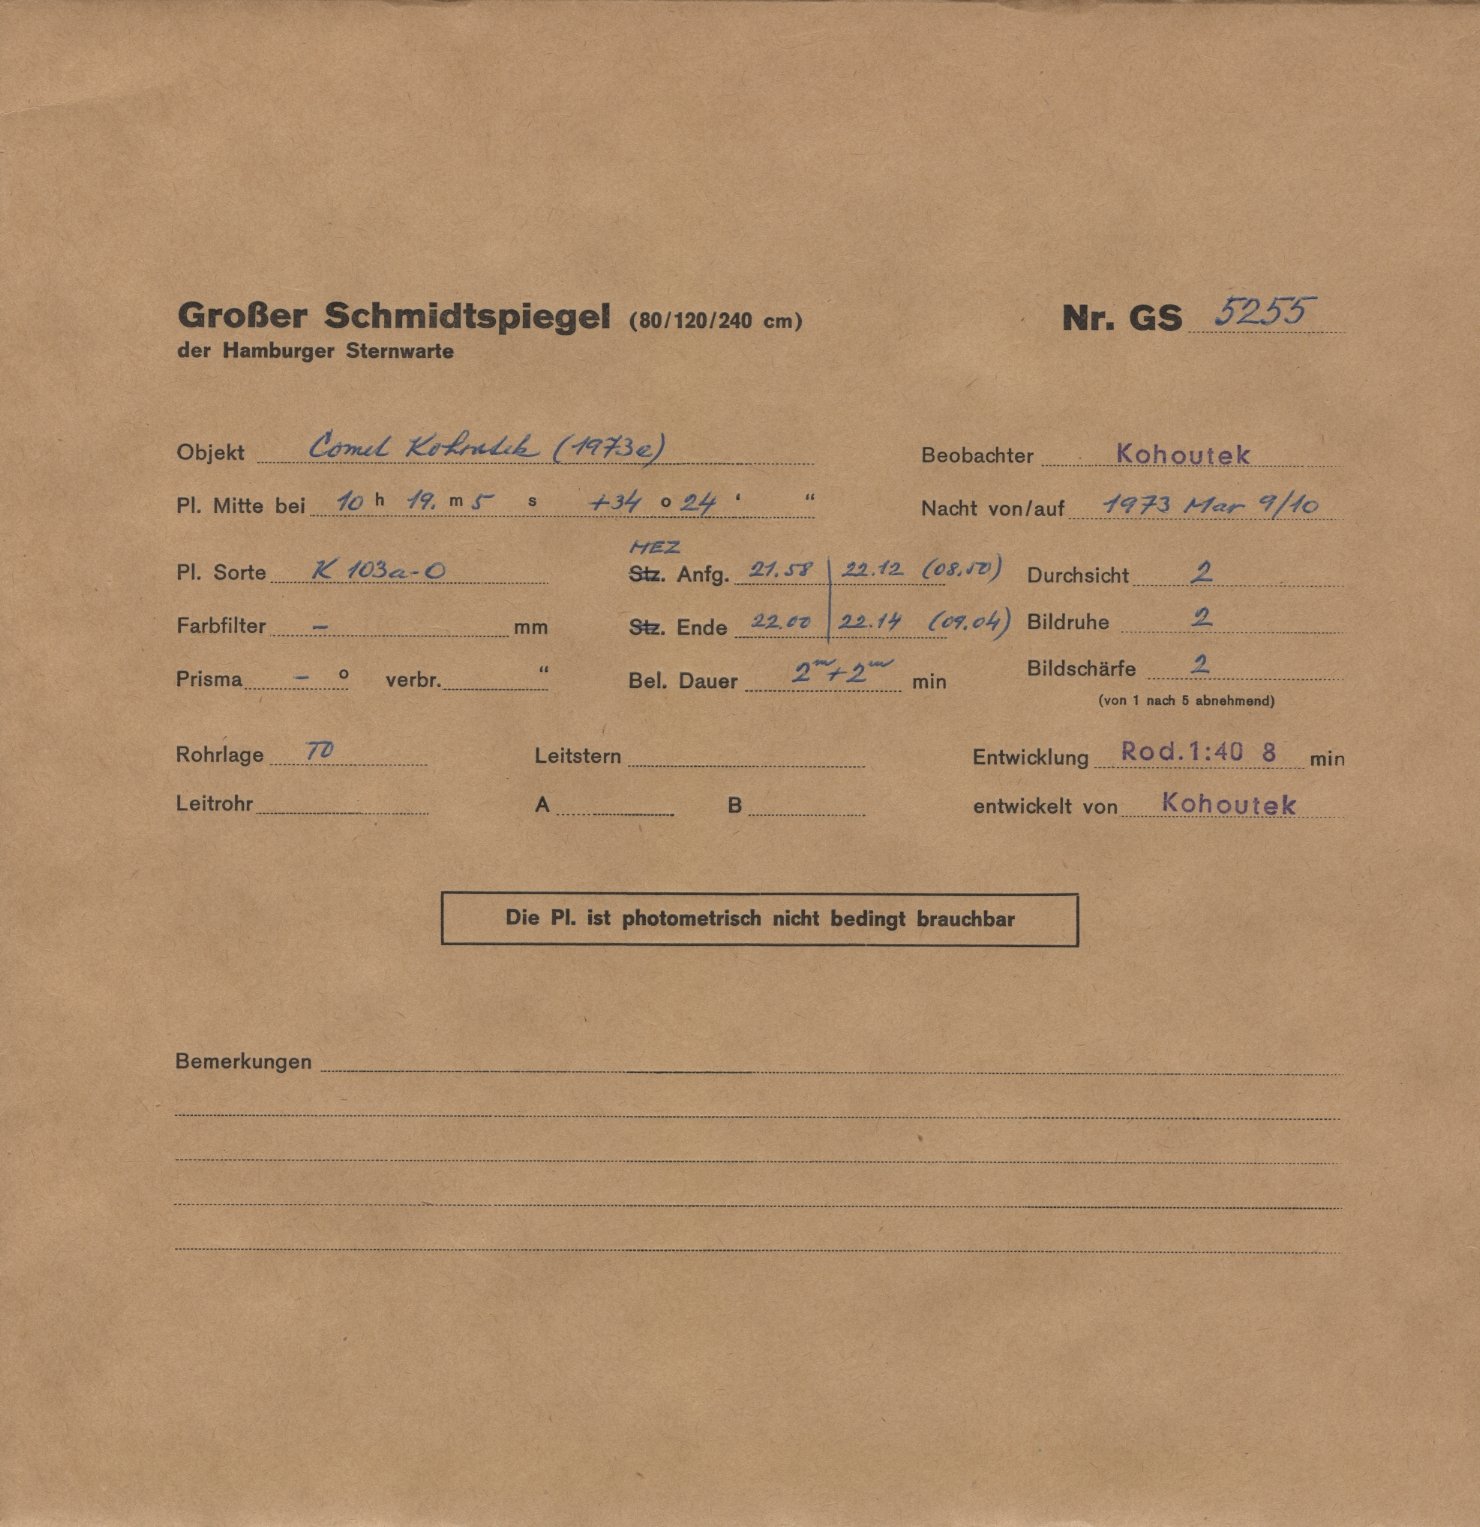 Großer Schmidtspiegel (80/120/240 cm) Nr. GS 5255
der Hamburger Sternwarte
Objekt Comet Kohoutek (1973e) Beobachter Kohoutek
Pl. Mitte bei 10 h 19. m 5 s +34 o 24 ' “ Nacht von/auf 1973 Mar 9/10
MEZ
Pl. Sorte K 103a-O Stz. Anfg. 21.58 | 22.12 (08.50) Durchsicht 2
Farbfilter – mm Stz. Ende 22.00 | 22.14 (09.04) Bildruhe 2
Prisma – o verbr. “ Bel. Dauer 2m+2m min Bildschärfe 2
(von 1 nach 5 abnehmend)
Rohrlage TO Leitstern Entwicklung Rod.1:40 8 min
Leitrohr A B entwickelt von Kohoutek
Die Pl. ist photometrisch nicht bedingt brauchbar
Bemerkungen